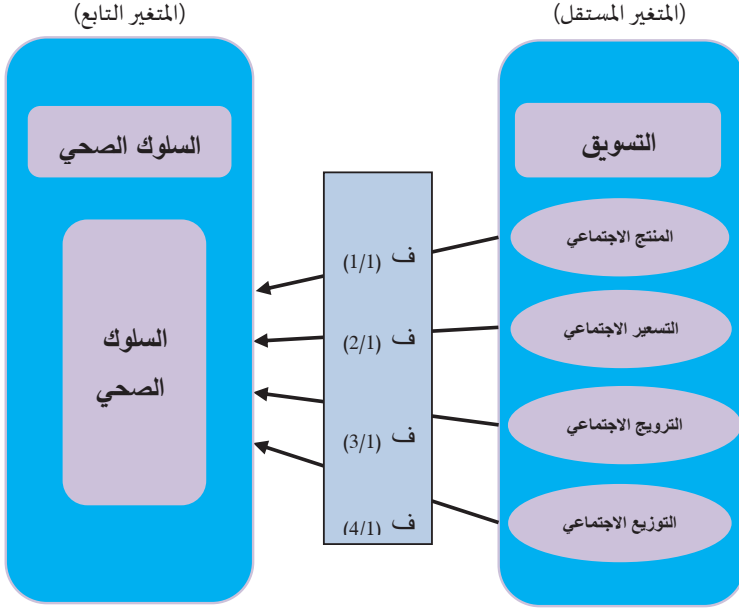 (المتغير المستقل)
(المتغير التابع)
التسويق
السلوك الصحي
المنتج الاجتماعي
التسعير الاجتماعي
الترويج الاجتماعي
التوزيع الاجتماعي
ف (1/1)
ف (2/1)
ف (3/1)
ف (4/1)
السلوك
الصحي